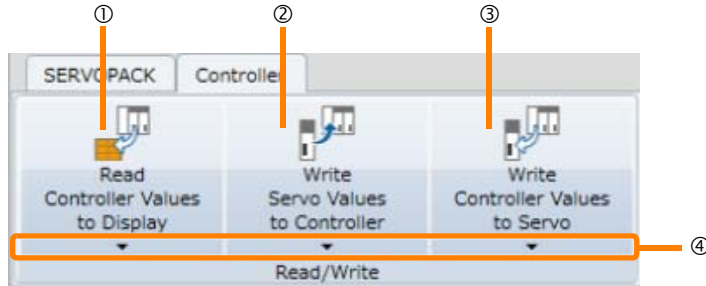 ① ② ③
SERVOPACK Controller
Read
Controller Values
to Display
Write
Servo Values
to Controller
Write
Controller Values
to Servo
④
Read/Write